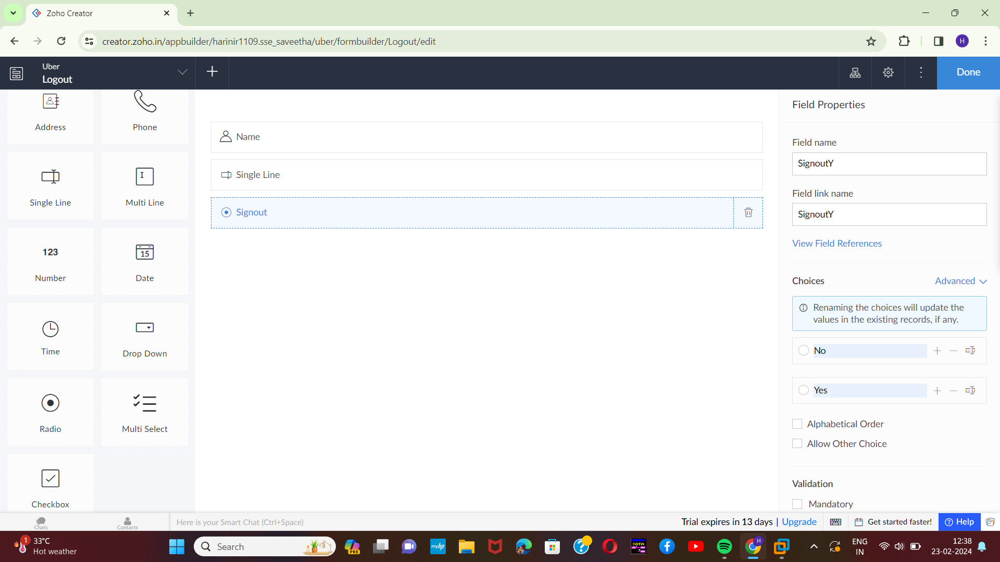 Zoho Creator
creator.zoho.in/appbuilder/harinir1109.sse_saveetha/uber/formbuilder/Logout/edit
H
Uber
Logout
Done
Address
Phone
Single Line
Multi Line
123
15
Number
Date
Time
Drop Down
Radio
Multi Select
Checkbox
Name
Single Line
Signout
Field Properties
Field name
SignoutY
Field link name
SignoutY
View Field References
Choices
Advanced
Renaming the choices will update the
values in the existing records, if any.
No
Yes
Alphabetical Order
Allow Other Choice
Validation
Mandatory
Chats
Contacts
Here is your Smart Chat (Ctrl+Space)
Trial expires in 13 days | Upgrade
Get started faster!
Help
1
33°C
Hot weather
Search
PRE
myhp
DATA
H
ENG
IN
12:38
23-02-2024